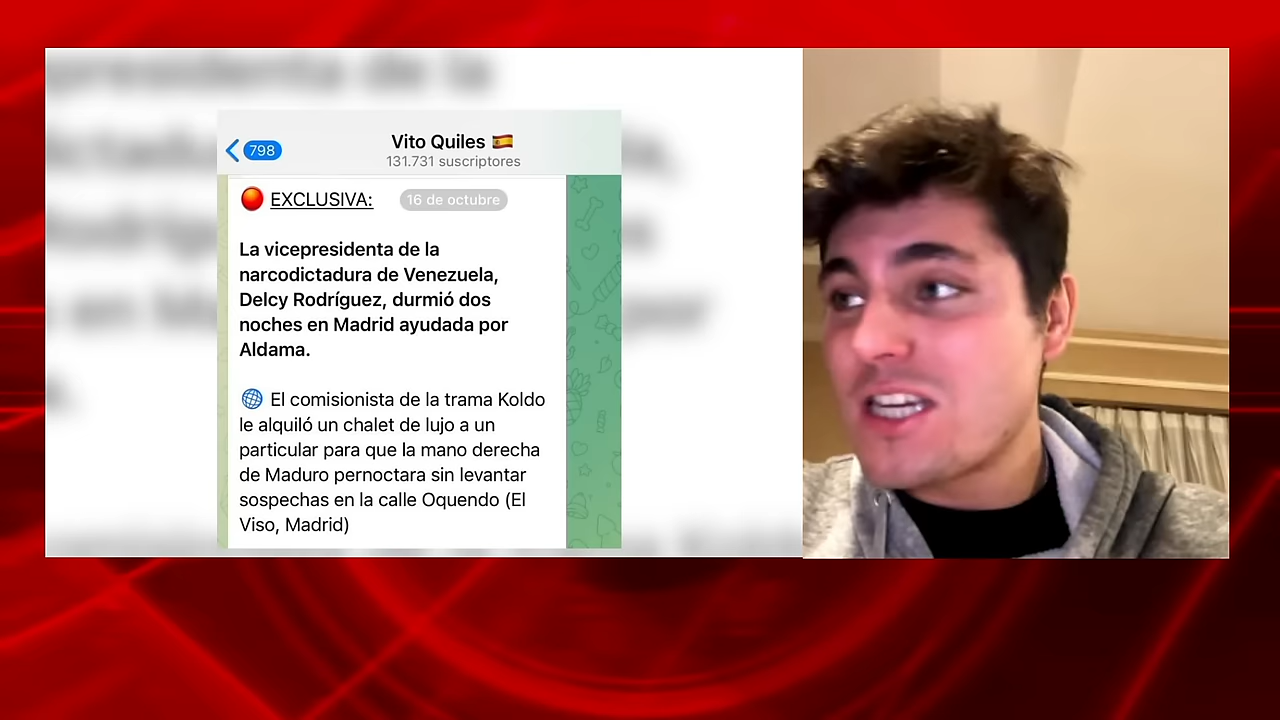 798
Vito Quiles 🇪🇸
131.731 suscriptores
EXCLUSIVA:
16 de octubre
La vicepresidenta de la
narcodictadura de Venezuela,
Delcy Rodríguez, durmió dos
noches en Madrid ayudada por
Aldama.
🌐 El comisionista de la trama Koldo
le alquiló un chalet de lujo a un
particular para que la mano derecha
de Maduro pernoctara sin levantar
sospechas en la calle Oquendo (El
Viso, Madrid)